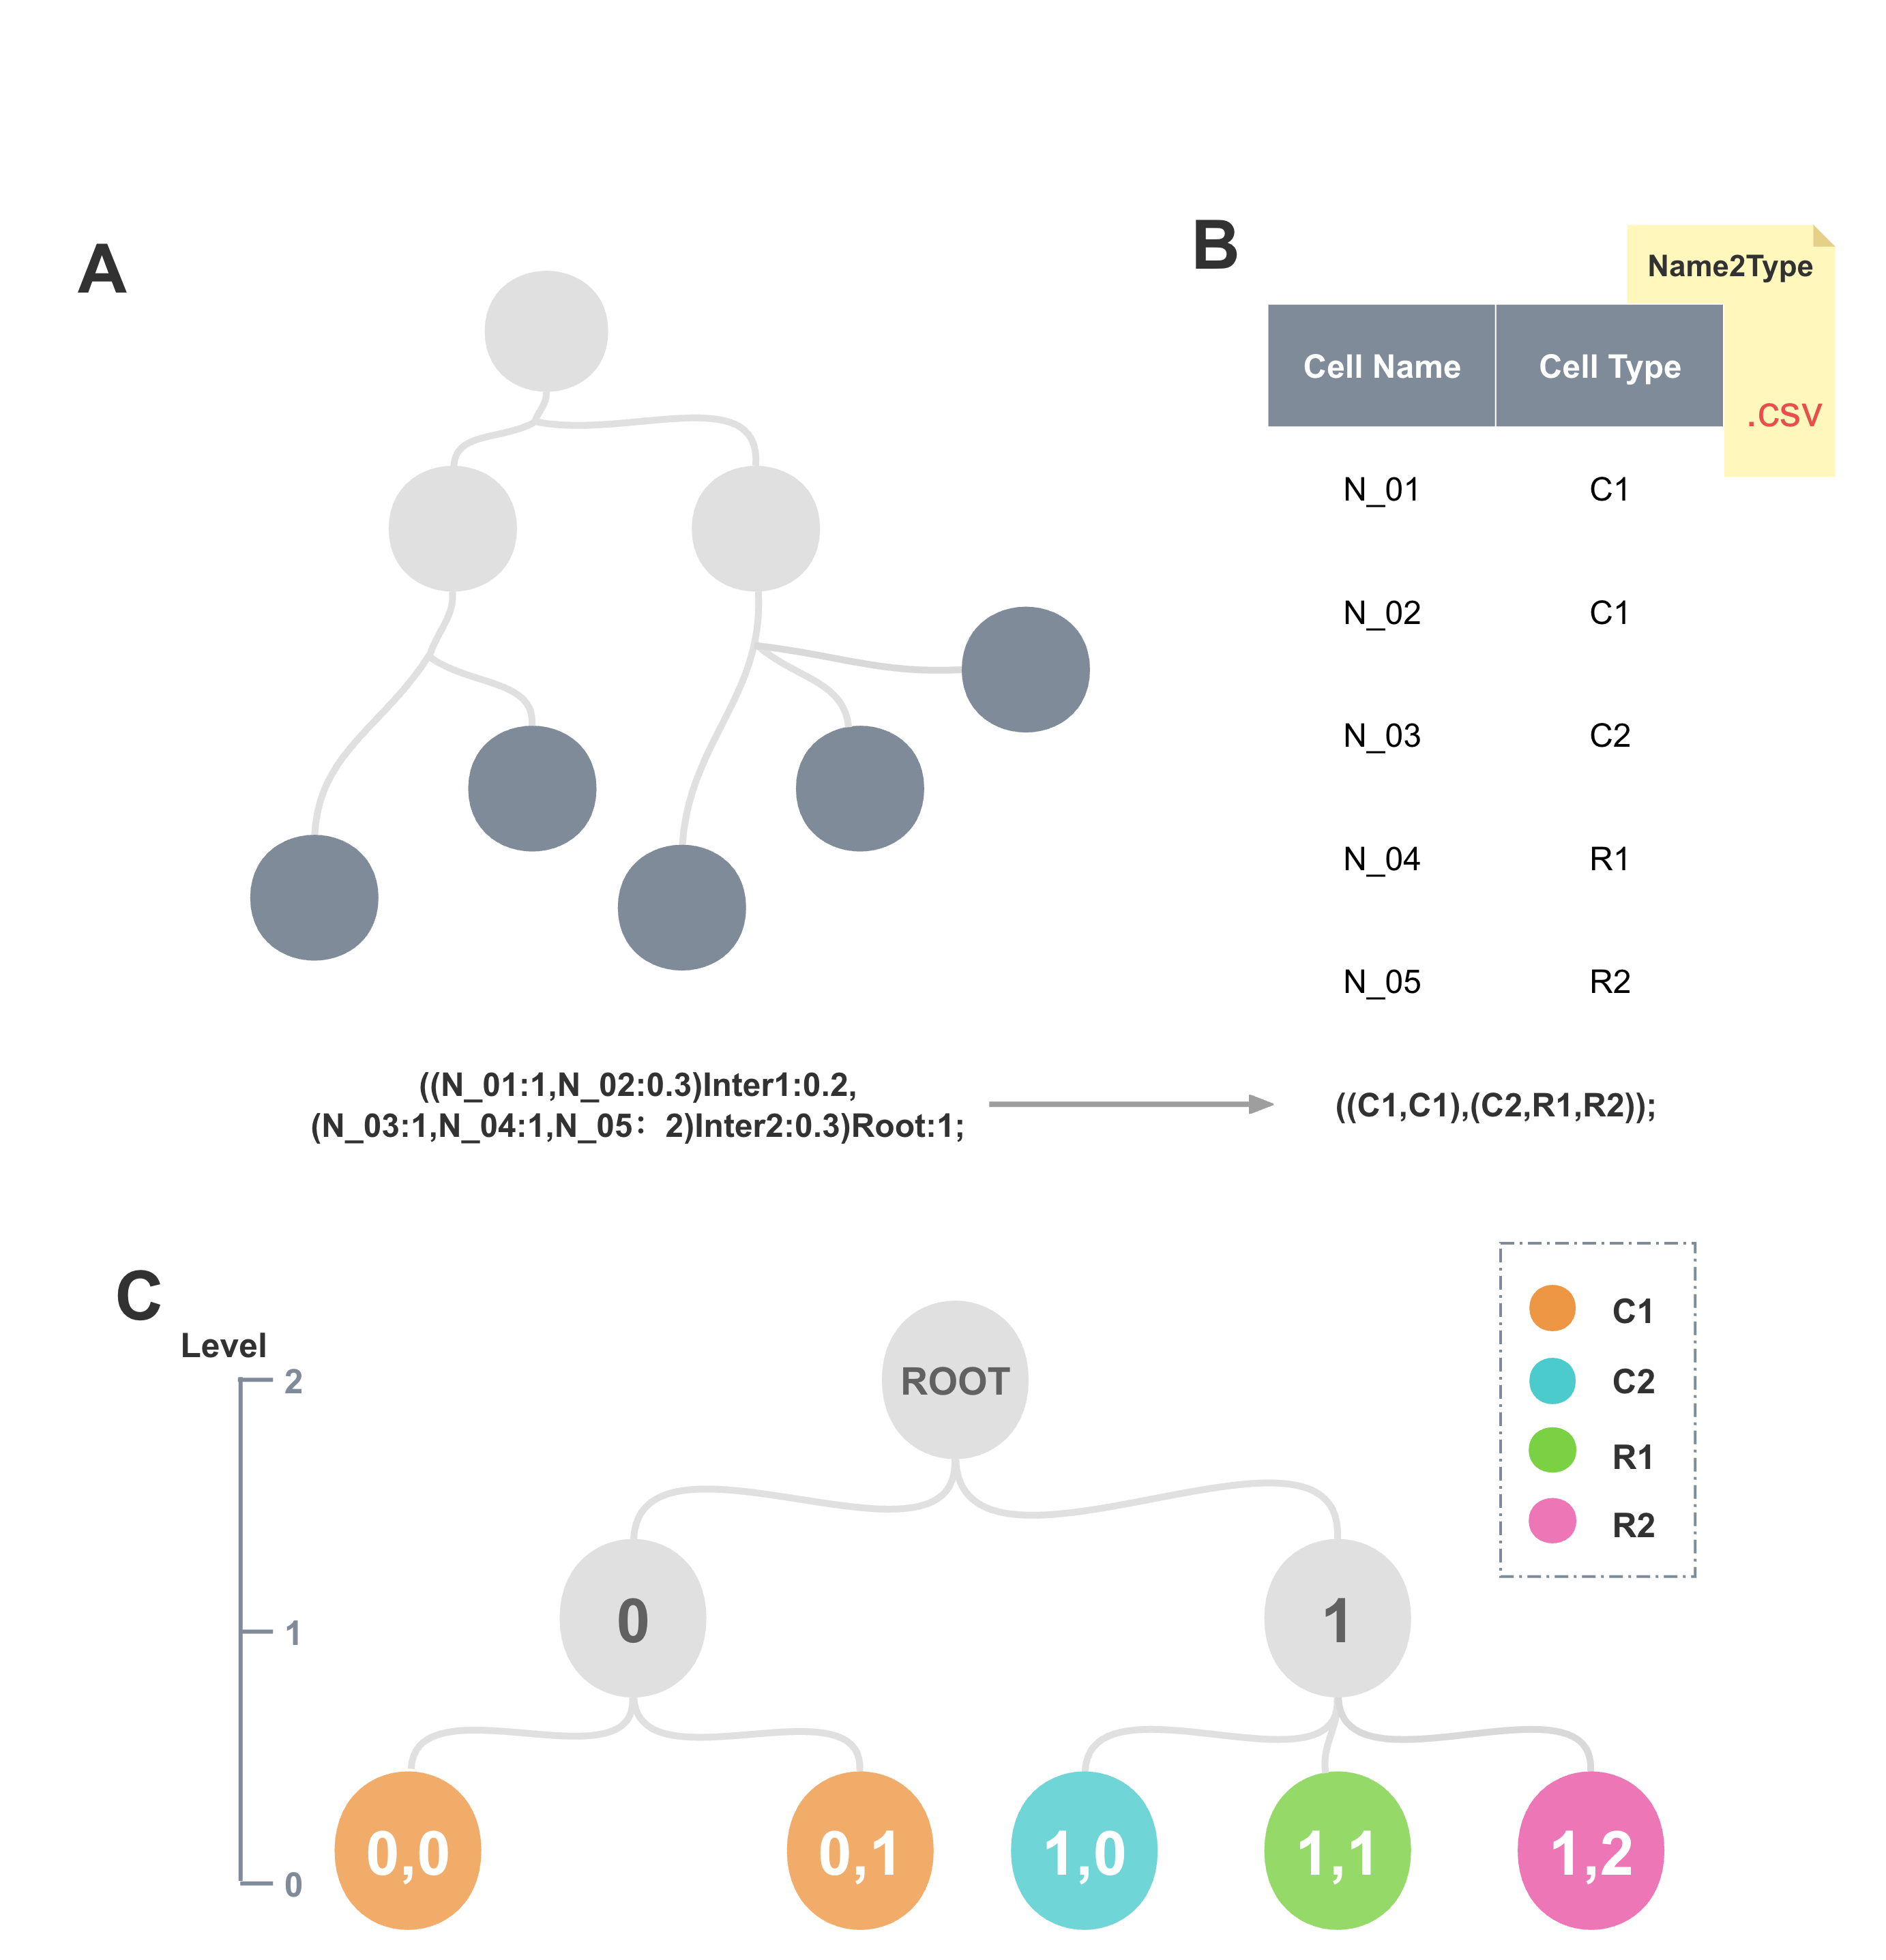 A
B
Name2Type
Cell Name Cell Type
.CSV
N_01 C1
N_02 C1
N_03 C2
N_04 R1
N_05 R2
((N_01:1,N_02:0.3)Inter1:0.2,
(N_03:1,N_04:1,N_05：2)Inter2:0.3)Root:1;
((C1,C1),(C2,R1,R2));
C
Level
2
1
0
ROOT
0 1
0,0 0,1 1,0 1,1 1,2
C1
C2
R1
R2